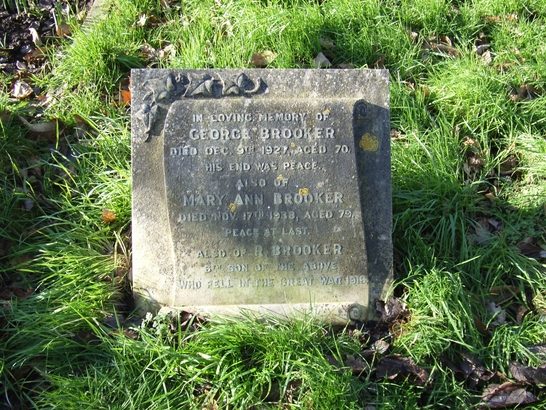 IN LOVING MEMORY OF
GEORGE BROOKER
DIED DEC. 9TH 1927, AGED 70.
HIS END WAS PEACE.
ALSO OF
MARY ANN BROOKER
DIED NOV. 17TH 1938, AGED 79,
PEACE AT LAST.
ALSO OF R. BROOKER
6TH SON OF THE ABOVE
WHO FELL IN THE GREAT WAR 1918